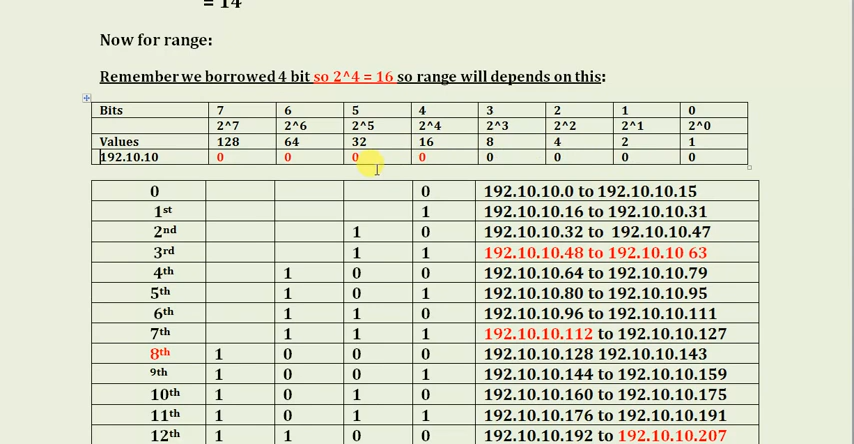 = 14
Now for range:
Remember we borrowed 4 bit so 2^4 = 16 so range will depends on this:
Bits 7 6 5 4 3 2 1 0
2^7 2^6 2^5 2^4 2^3 2^2 2^1 2^0
Values 128 64 32 16 8 4 2 1
192.10.10 0 0 0 0 0 0 0 0
0 0 192.10.10.0 to 192.10.10.15
1st 1 192.10.10.16 to 192.10.10.31
2nd 1 0 192.10.10.32 to 192.10.10.47
3rd 1 1 192.10.10.48 to 192.10.10 63
4th 1 0 0 192.10.10.64 to 192.10.10.79
5th 1 0 1 192.10.10.80 to 192.10.10.95
6th 1 1 0 192.10.10.96 to 192.10.10.111
7th 1 1 1 192.10.10.112 to 192.10.10.127
8th 1 0 0 0 192.10.10.128 192.10.10.143
9th 1 0 0 1 192.10.10.144 to 192.10.10.159
10th 1 0 1 0 192.10.10.160 to 192.10.10.175
11th 1 0 1 1 192.10.10.176 to 192.10.10.191
12th 1 1 0 0 192.10.10.192 to 192.10.10.207